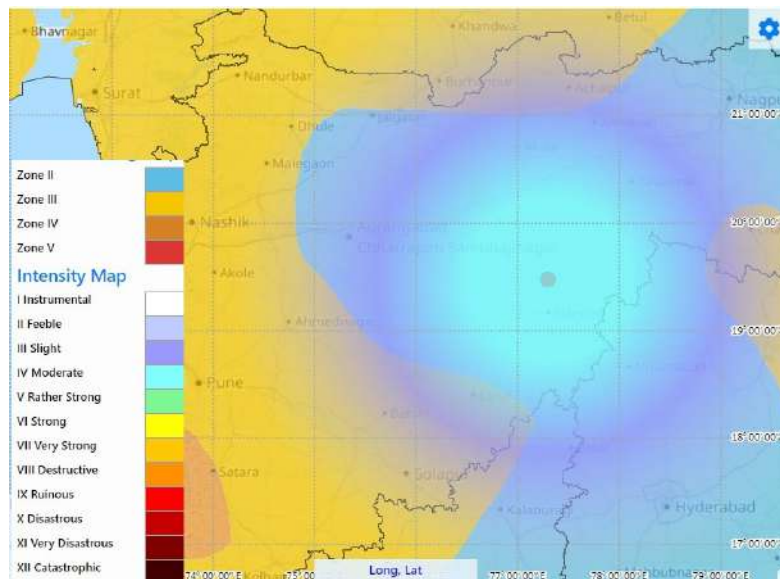 Bhavnagar
Khandwa
Betul
Nandurbar
Burhanpur
Achalpur
Surat
Nagpu
Dhule
Jalgaon
21°00'00"
Malegaon
Zone II
Zone III
Zone IV
Zone V
Nashik
20°00'00"
Aurangabad
Chhatrapati Sambhajinagar
Intensity Map
Akole
I Instrumental
II Feeble
Ahmednagar
19°00'00"
III Slight
IV Moderate
Pune
V Rather Strong
VI Strong
18°00'00"
VII Very Strong
VIII Destructive
Satara
Solapur
IX Ruinous
X Disastrous
Kalaburagi
Hyderabad
XI Very Disastrous
17°00'00"
XII Catastrophic
Long, Lat
74°00'00"E
77°00'00"E
78°00'00"E
79°00'00"E
Mahbubnagar